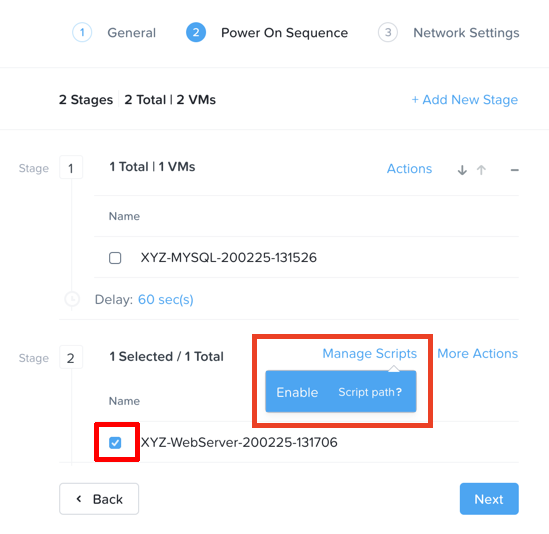 1 General 2 Power On Sequence 3 Network Settings
2 Stages 2 Total | 2 VMs + Add New Stage
Stage 1 1 Total | 1 VMs Actions
Name
XYZ-MYSQL-200225-131526
Delay: 60 sec(s)
Stage 2 1 Selected / 1 Total Manage Scripts More Actions
Enable Script path?
Name
XYZ-WebServer-200225-131706
Back Next